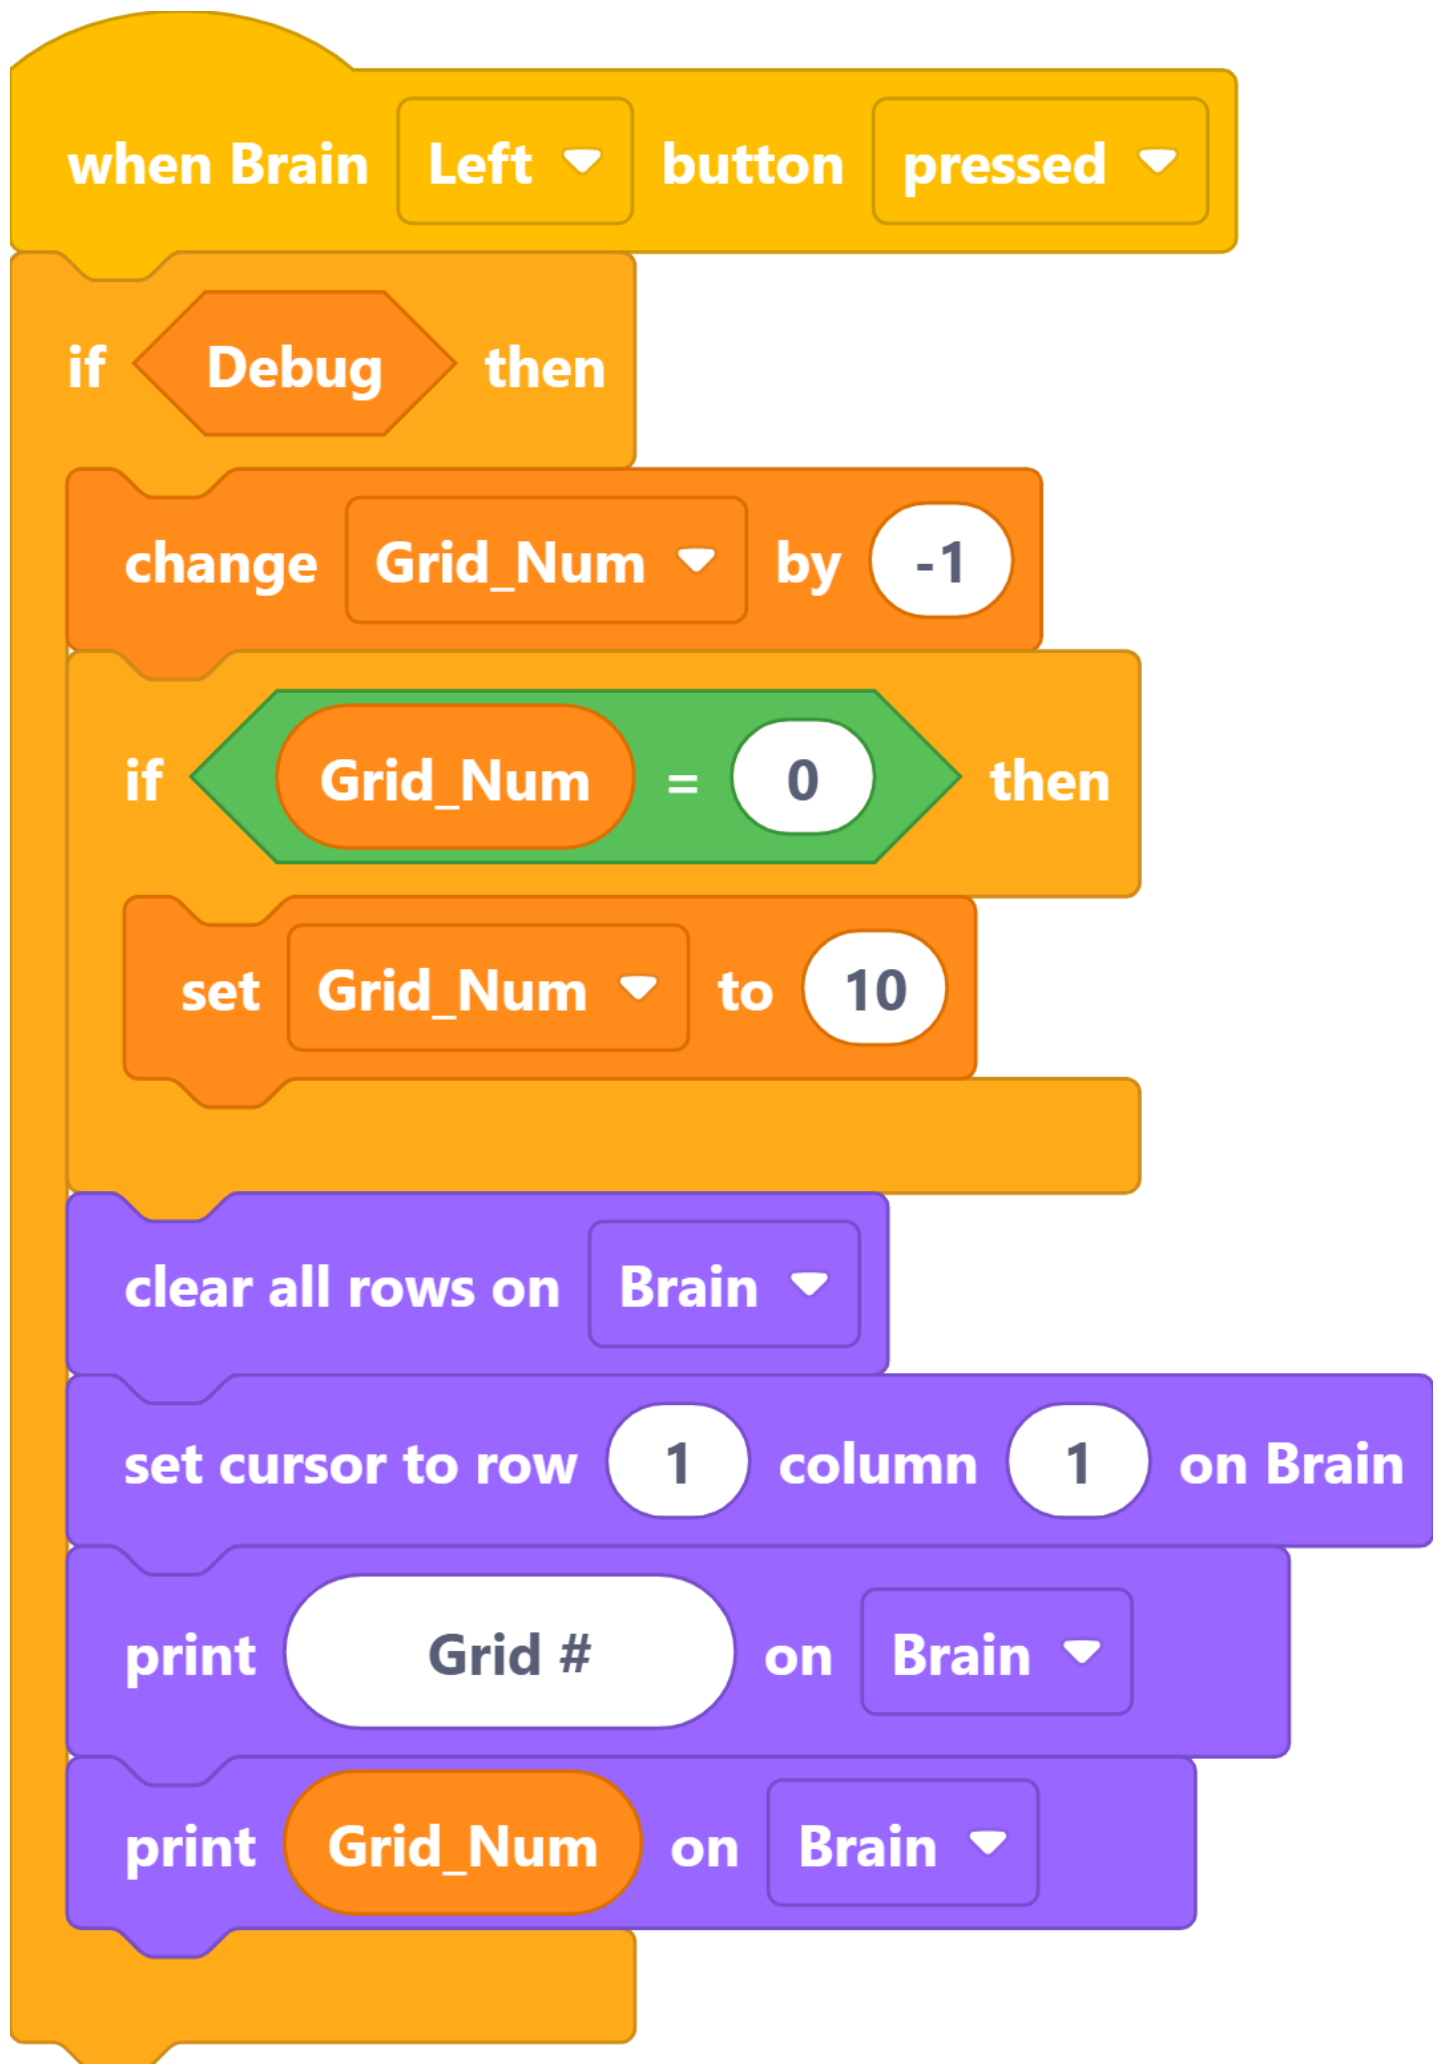 when Brain Left button pressed
if Debug then
change Grid_Num by -1
if Grid_Num = 0 then
set Grid_Num to 10
clear all rows on Brain
set cursor to row 1 column 1 on Brain
print Grid # on Brain
print Grid_Num on Brain